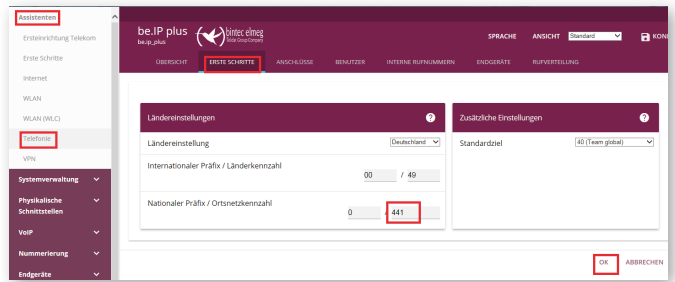 Assistenten
Ersteinrichtung Telekom
Erste Schritte
Internet
WLAN
WLAN (WLC)
Telefonie
VPN
Systemverwaltung
Physikalische
Schnittstellen
VoIP
Nummerierung
Endgeräte
be.IP plus
be.ip_plus
bintec elmeg
SPRACHE ANSICHT Standard
ÜBERSICHT ERSTE SCHRITTE ANSCHLÜSSE BENUTZER INTERNE RUFNUMMERN ENDGERÄTE RUFVERTEILUNG
Ländereinstellungen ?
Ländereinstellung Deutschland
Internationaler Präfix / Länderkennzahl
00 / 49
Nationaler Präfix / Ortsnetzkennzahl
0 / 441
Zusätzliche Einstellungen ?
Standardziel 40 (Team global)
OK ABBRECHEN